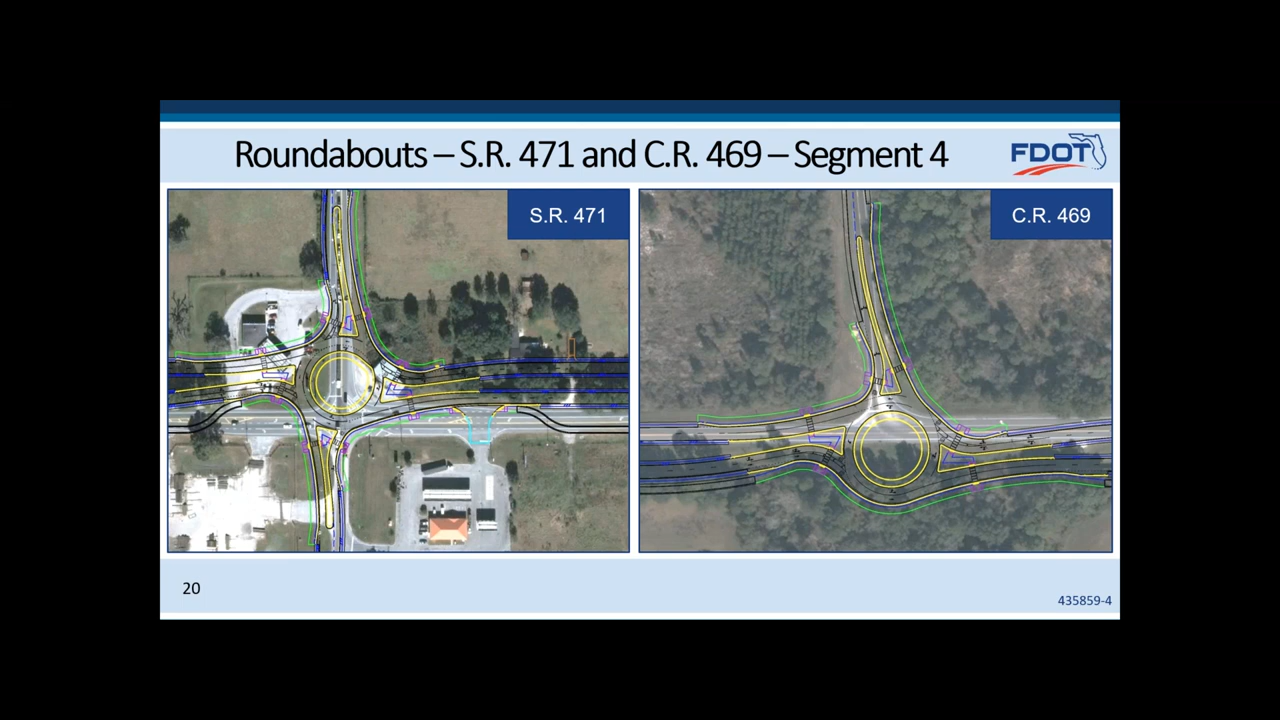 Roundabouts – S.R. 471 and C.R. 469 – Segment 4
FDOT
S.R. 471
C.R. 469
20
435859-4